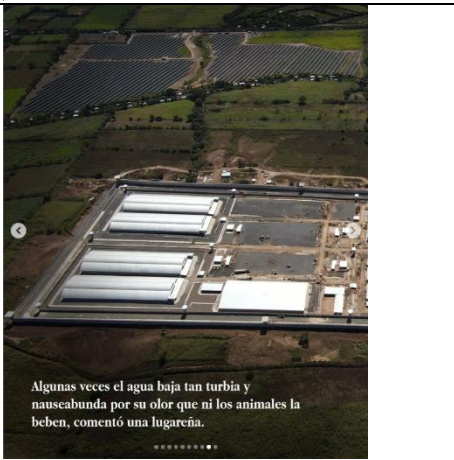 Algunas veces el agua baja tan turbia y
nauseabunda por su olor que ni los animales la
beben, comentó una lugareña.